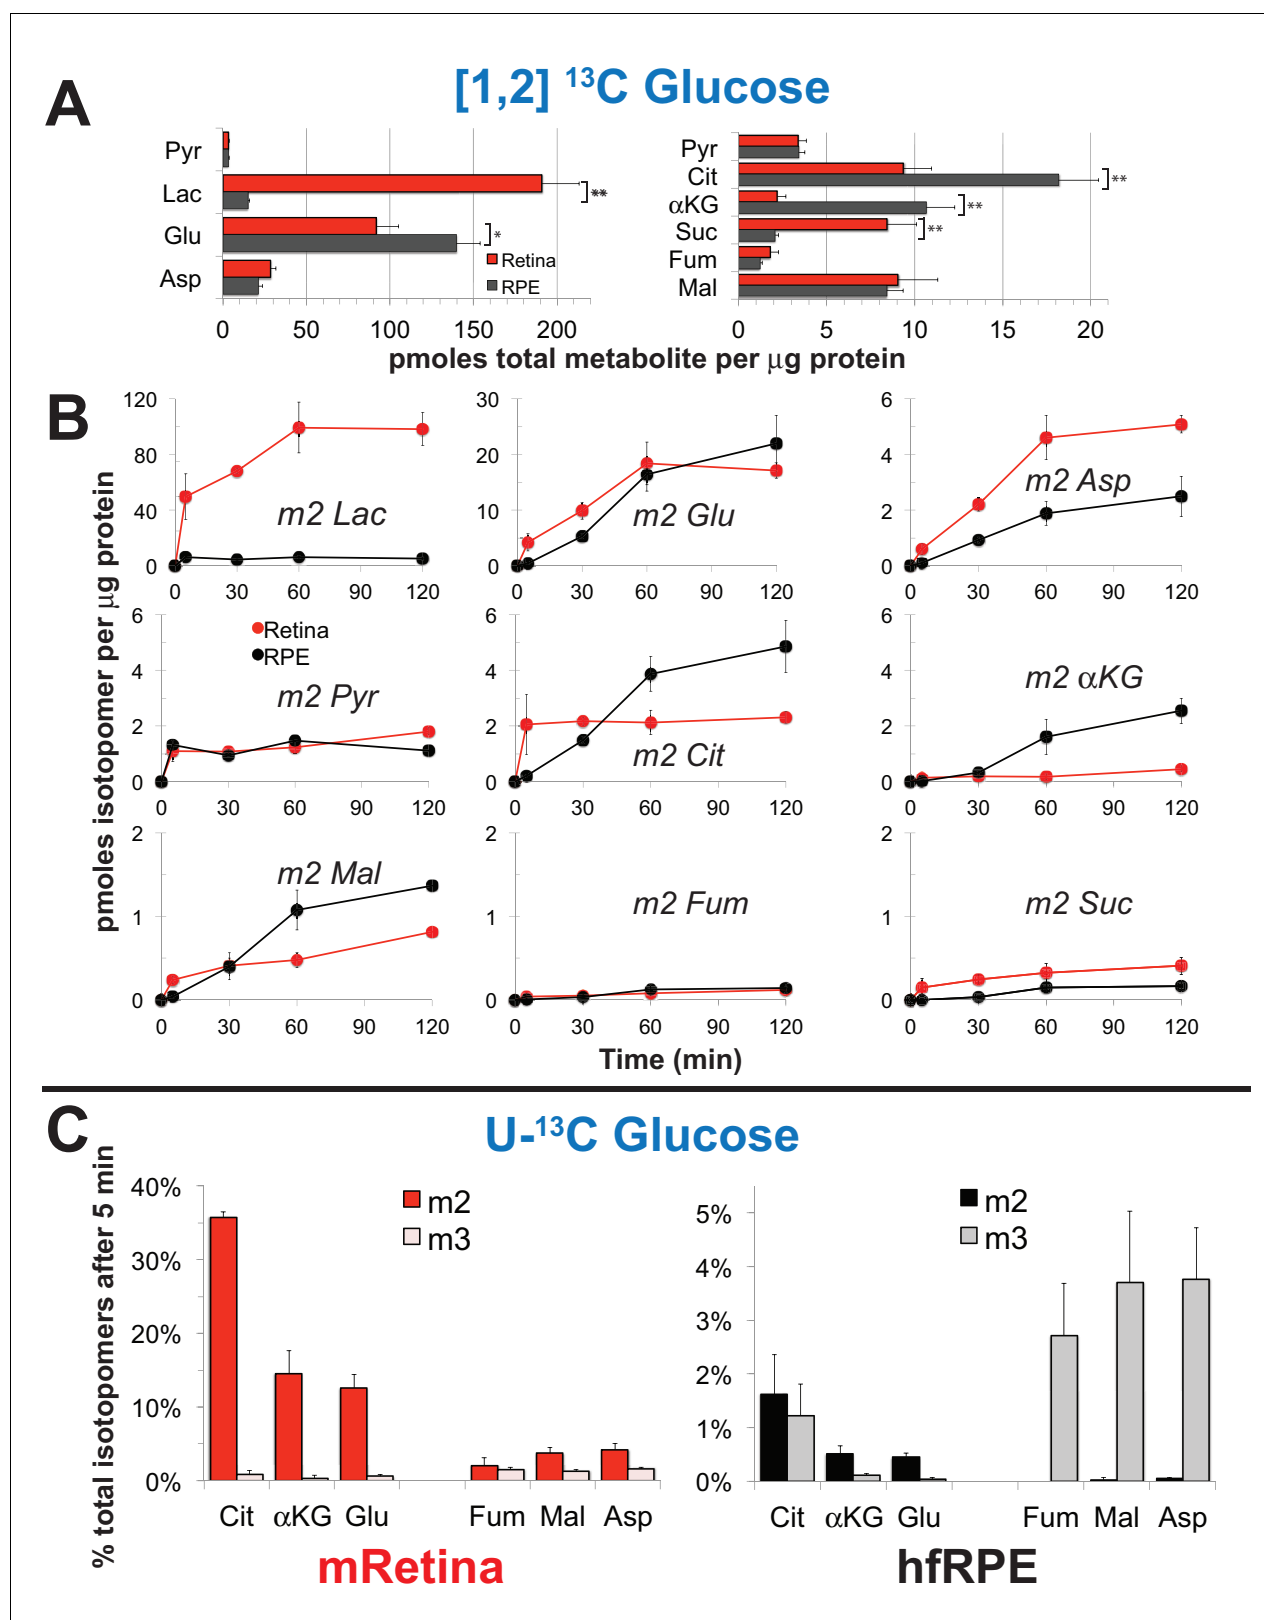 A
[1,2] ¹³C Glucose
Pyr
Lac
Glu
Asp
**
*
Retina
RPE
0 50 100 150 200
Pyr
Cit
αKG
Suc
Fum
Mal
**
**
**
0 5 10 15 20
pmoles total metabolite per μg protein
B
pmoles isotopomer per μg protein
120
80
40
0
m2 Lac
0 30 60 90 120
30
20
10
0
m2 Glu
0 30 60 90 120
6
4
2
0
m2 Asp
0 30 60 90 120
6
4
2
0
Retina
RPE
m2 Pyr
0 30 60 90 120
6
4
2
0
m2 Cit
0 30 60 90 120
6
4
2
0
m2 αKG
0 30 60 90 120
2
1
0
m2 Mal
0 30 60 90 120
2
1
0
m2 Fum
0 30 60 90 120
2
1
0
m2 Suc
0 30 60 90 120
Time (min)
C
U-¹³C Glucose
% total isotopomers after 5 min
40%
30%
20%
10%
0%
m2
m3
Cit αKG Glu Fum Mal Asp
mRetina
5%
4%
3%
2%
1%
0%
m2
m3
Cit αKG Glu Fum Mal Asp
hfRPE